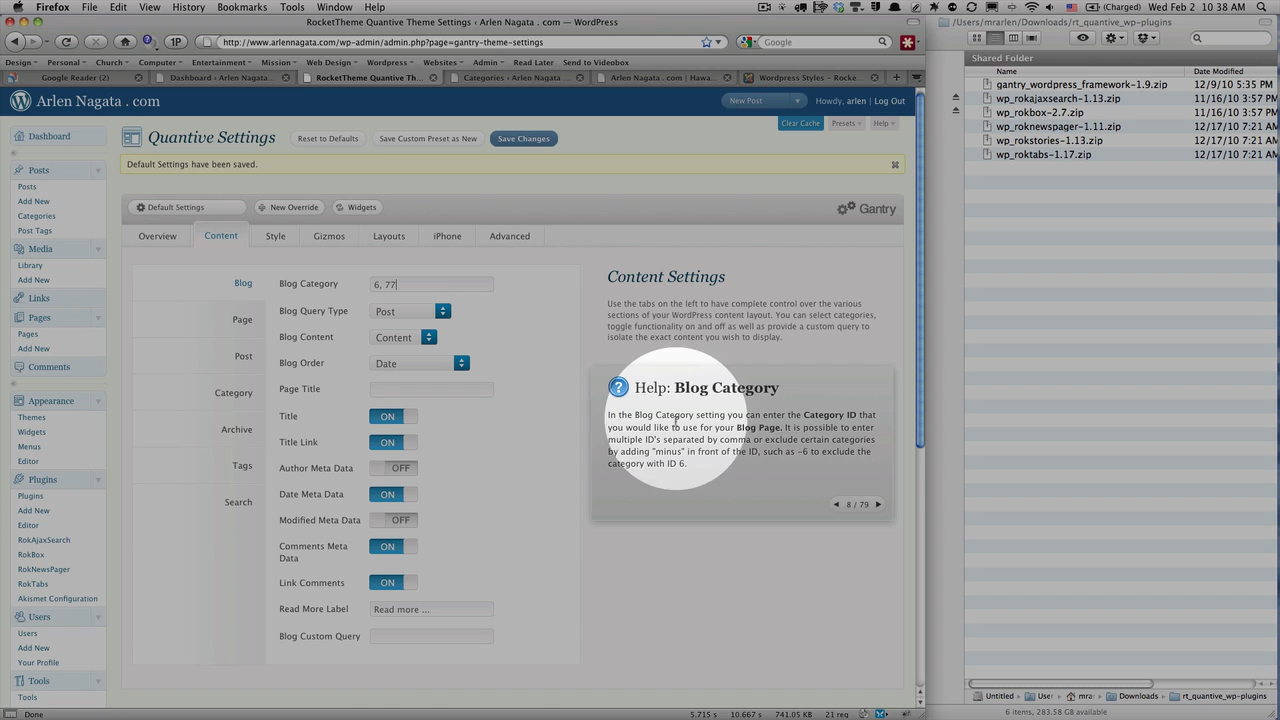 Firefox File Edit View History Bookmarks Tools Window Help (Charged) Wed Feb 2 10:38 AM
RocketTheme Quantive Theme Settings ‹ Arlen Nagata . com — WordPress
/Users/mrarlen/Downloads/rt_quantive_wp-plugins
1P http://www.arlennagata.com/wp-admin/admin.php?page=gantry-theme-settings Google
Design Personal Church Computer Entertainment Mission Web Design WordPress Websites Admin Read Later Send to Videobox
Shared Folder
Google Reader (2) Dashboard ‹ Arlen Nagata... RocketTheme Quantive Th... Categories ‹ Arlen Nagata... Arlen Nagata . com | Hawa... Wordpress Styles - Rocke...
Name Date Modified
gantry_wordpress_framework-1.9.zip 12/9/10 5:35 PM
wp_rokajaxsearch-1.13.zip 11/16/10 3:57 P
wp_rokbox-2.7.zip 11/16/10 3:57 P
wp_roknewspager-1.11.zip 12/17/10 7:21 A
wp_rokstories-1.13.zip 12/17/10 7:21 A
wp_roktabs-1.17.zip 12/17/10 7:21 A
Arlen Nagata . com New Post Howdy, arlen | Log Out
Clear Cache Presets Help
Quantive Settings Reset to Defaults Save Custom Preset as New Save Changes
Default Settings have been saved.
Dashboard
Posts
Posts
Add New
Categories
Post Tags
Media
Library
Add New
Links
Pages
Pages
Add New
Comments
Appearance
Themes
Widgets
Menus
Editor
Plugins
Plugins
Add New
Editor
RokAjaxSearch
RokBox
RokNewsPager
RokTabs
Akismet Configuration
Users
Users
Add New
Your Profile
Tools
Tools
Default Settings New Override Widgets Gantry
Overview Content Style Gizmos Layouts iPhone Advanced
Blog
Page
Post
Category
Archive
Tags
Search
Blog Category 6, 77
Blog Query Type Post
Blog Content Content
Blog Order Date
Page Title
Title ON
Title Link ON
Author Meta Data OFF
Date Meta Data ON
Modified Meta Data OFF
Comments Meta
Data ON
Link Comments ON
Read More Label Read more ...
Blog Custom Query
Content Settings
Use the tabs on the left to have complete control over the various
sections of your WordPress content layout. You can select categories,
toggle functionality on and off as well as provide a custom query to
isolate the exact content you wish to display.
? Help: Blog Category
In the Blog Category setting you can enter the Category ID that
you would like to use for your Blog Page. It is possible to enter
multiple ID's separated by comma or exclude certain categories
by adding "minus" in front of the ID, such as -6 to exclude the
category with ID 6.
8 / 79
Untitled User mra Downloads rt_quantive_wp-plugins
Done 5.715 s 10.667 s 741.05 KB 21 req
6 items, 283.58 GB available